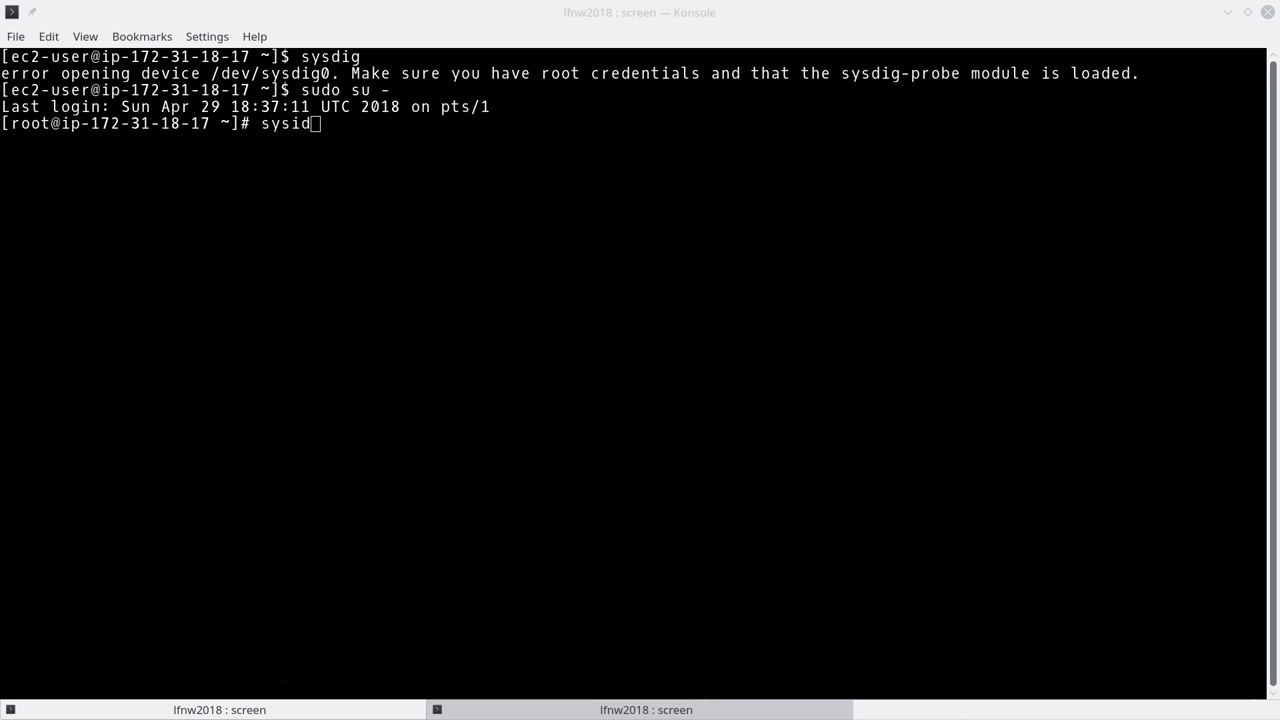 lfnw2018 : screen — Konsole
File Edit View Bookmarks Settings Help
[ec2-user@ip-172-31-18-17 ~]$ sysdig
error opening device /dev/sysdig0. Make sure you have root credentials and that the sysdig-probe module is loaded.
[ec2-user@ip-172-31-18-17 ~]$ sudo su -
Last login: Sun Apr 29 18:37:11 UTC 2018 on pts/1
[root@ip-172-31-18-17 ~]# sysid
lfnw2018 : screen lfnw2018 : screen